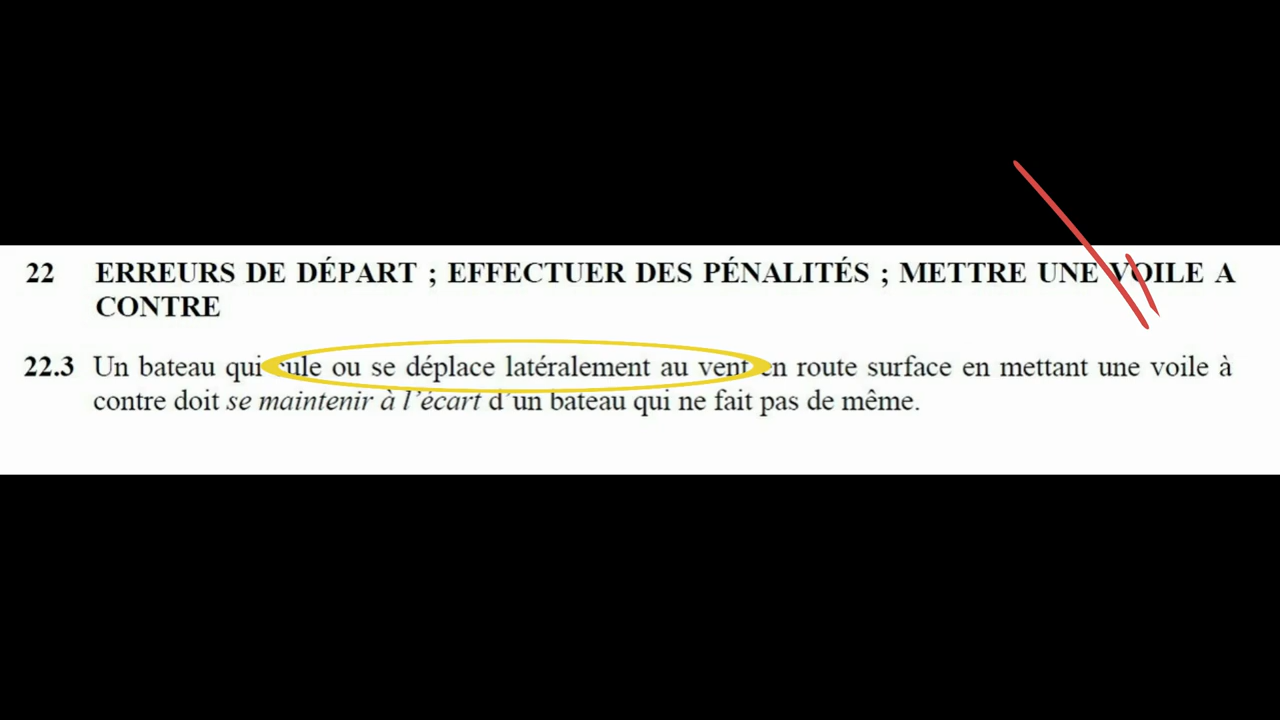 22 ERREURS DE DÉPART ; EFFECTUER DES PÉNALITÉS ; METTRE UNE VOILE A
CONTRE
22.3 Un bateau qui cule ou se déplace latéralement au vent en route surface en mettant une voile à
contre doit se maintenir à l'écart d'un bateau qui ne fait pas de même.